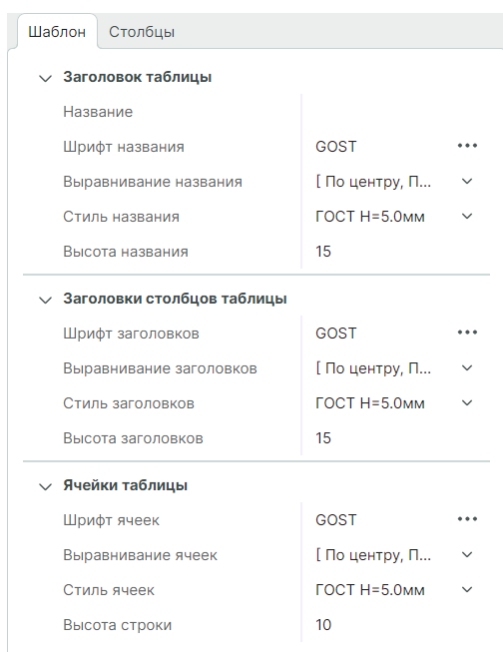 Шаблон Столбцы
Заголовок таблицы
Название
Шрифт названия GOST •••
Выравнивание названия [ По центру, П...
Стиль названия ГОСТ H=5.0мм
Высота названия 15
Заголовки столбцов таблицы
Шрифт заголовков GOST •••
Выравнивание заголовков [ По центру, П...
Стиль заголовков ГОСТ H=5.0мм
Высота заголовков 15
Ячейки таблицы
Шрифт ячеек GOST •••
Выравнивание ячеек [ По центру, П...
Стиль ячеек ГОСТ H=5.0мм
Высота строки 10